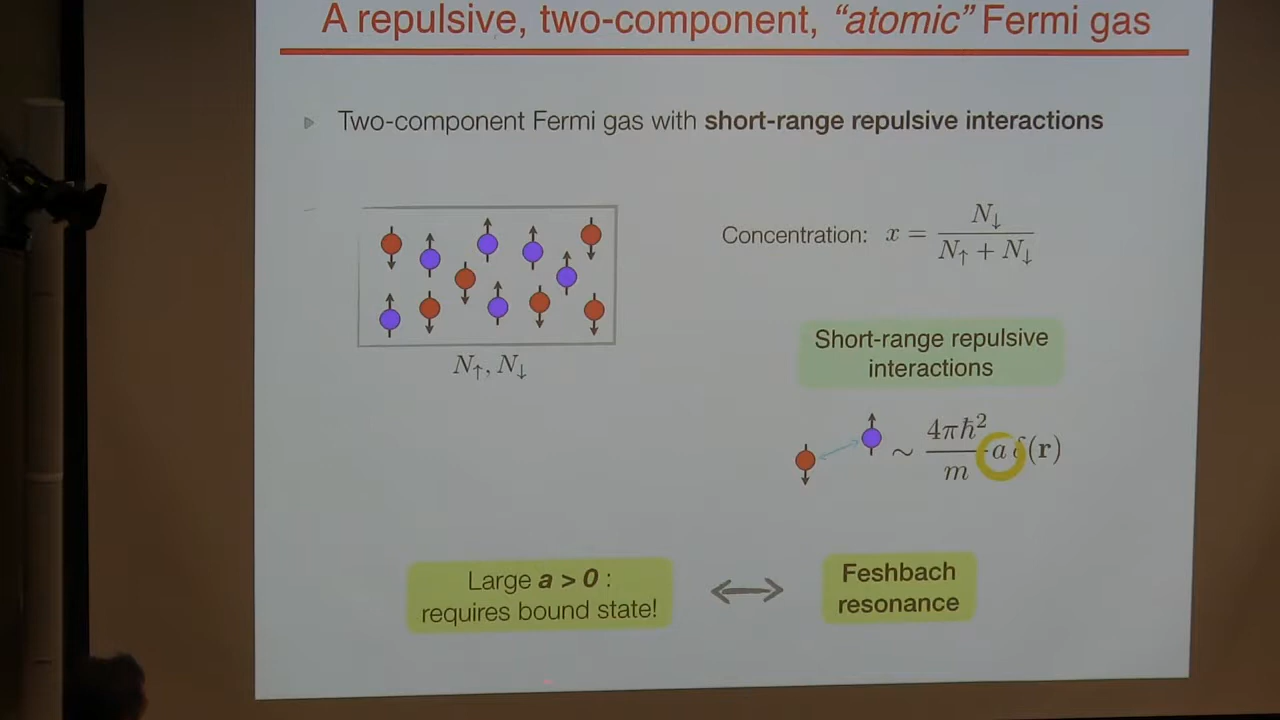 A repulsive, two-component, “atomic” Fermi gas
Two-component Fermi gas with short-range repulsive interactions
Concentration: x = N↓ / (N↑ + N↓)
N↑, N↓
Short-range repulsive
interactions
∼ 4πℏ² / m a δ(r)
Large a > 0 :
requires bound state!
Feshbach
resonance